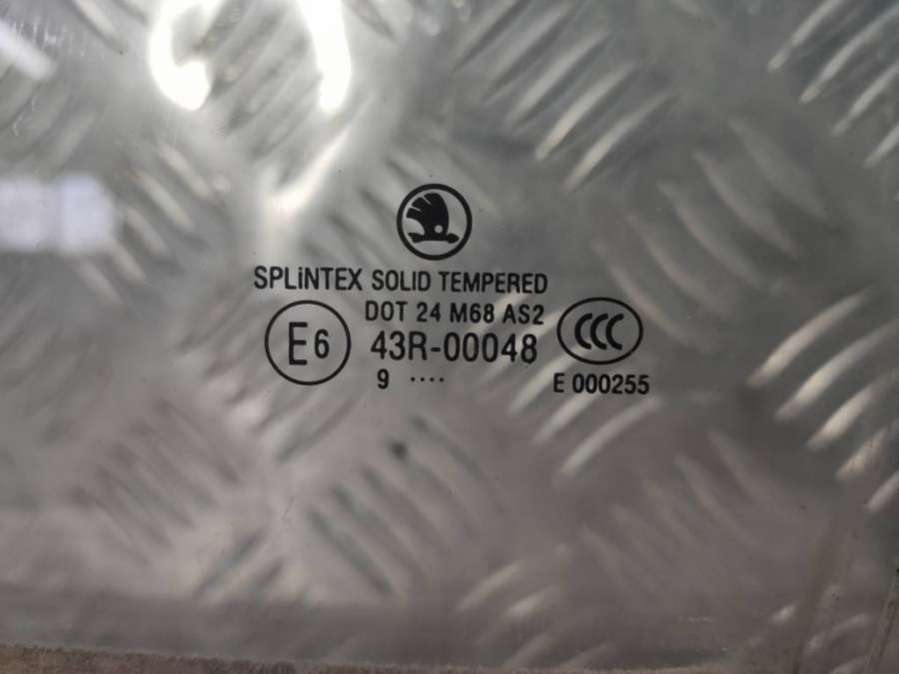 SPLiNTEX SOLID TEMPERED
DOT 24 M68 AS2
E6 43R-00048 CCC
9 ···· E 000255